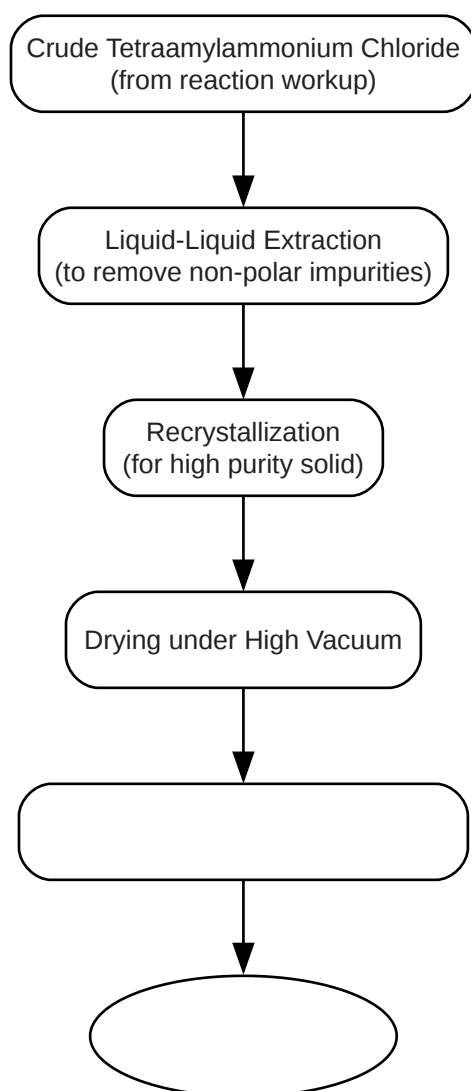 Crude Tetraamylammonium Chloride
(from reaction workup)
Liquid-Liquid Extraction
(to remove non-polar impurities)
Recrystallization
(for high purity solid)
Drying under High Vacuum